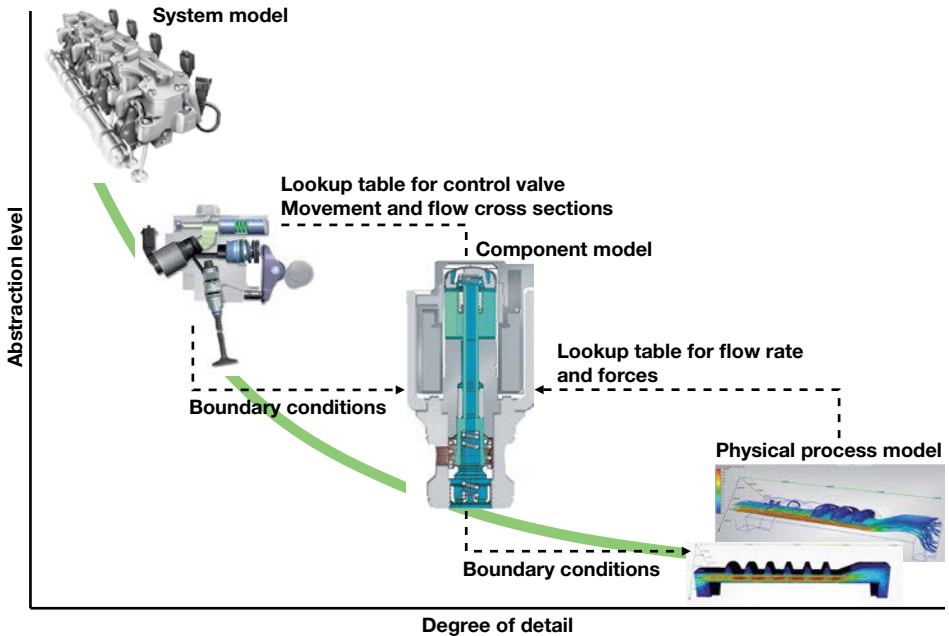 System model
Lookup table for control valve
Movement and flow cross sections
Component model
Abstraction level
Lookup table for flow rate
and forces
Boundary conditions
Physical process model
Boundary conditions
Degree of detail